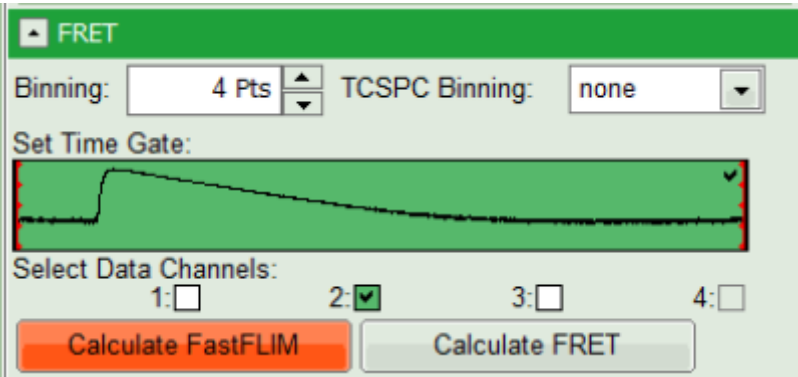 FRET
Binning: 4 Pts TCSPC Binning: none
Set Time Gate:
Select Data Channels:
1: 2: 3: 4:
Calculate FastFLIM Calculate FRET